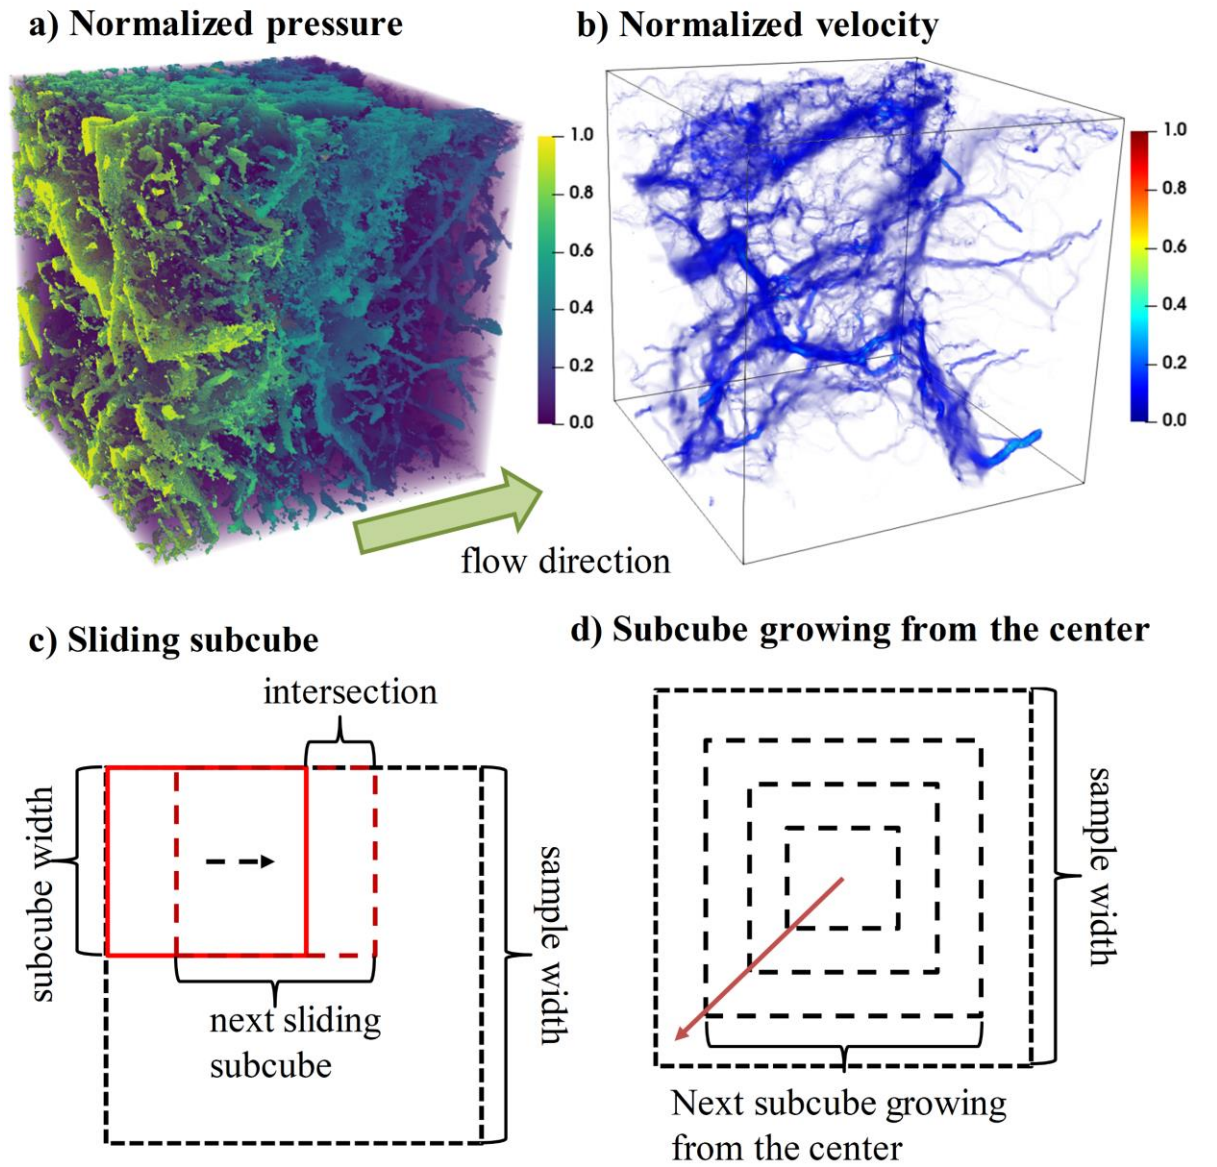 a) Normalized pressure
b) Normalized velocity
1.0
0.8
0.6
0.4
0.2
0.0
1.0
0.8
0.6
0.4
0.2
0.0
flow direction
c) Sliding subcube
d) Subcube growing from the center
intersection
subcube width
sample width
next sliding
subcube
sample width
Next subcube growing
from the center